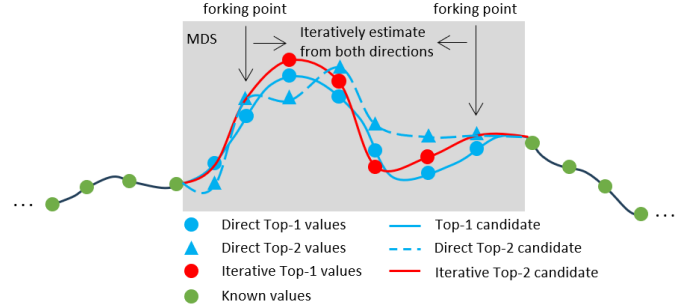 forking point
forking point
MDS
Iteratively estimate
from both directions
...
...
Direct Top-1 values
Top-1 candidate
Direct Top-2 values
Direct Top-2 candidate
Iterative Top-1 values
Iterative Top-2 candidate
Known values